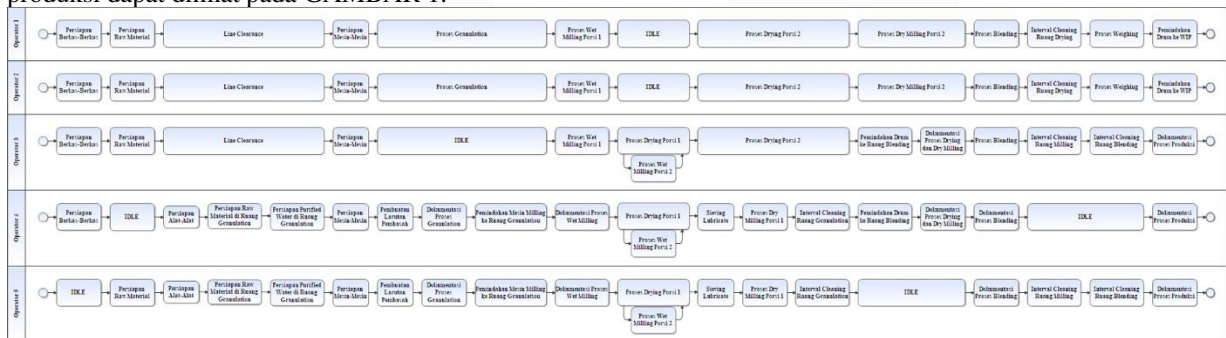 produksi dapat dilihat pada GAMBAR 1.
Operator 1
Persiapan
Berkas-Berkas
Persiapan
Raw Material
Line Clearance
Persiapan
Mesin-Mesin
Proses Granulation
Proses Wet
Milling Porsi 1
IDLE
Proses Drying Porsi 2
Proses Dry Milling Porsi 2
Proses Blending
Interval Cleaning
Ruang Drying
Proses Weighing
Pemindahan
Drum ke WIP
Operator 2
Persiapan
Berkas-Berkas
Persiapan
Raw Material
Line Clearance
Persiapan
Mesin-Mesin
Proses Granulation
Proses Wet
Milling Porsi 1
IDLE
Proses Drying Porsi 2
Proses Dry Milling Porsi 2
Proses Blending
Interval Cleaning
Ruang Drying
Proses Weighing
Pemindahan
Drum ke WIP
Operator 3
Persiapan
Berkas-Berkas
Persiapan
Raw Material
Line Clearance
Persiapan
Mesin-Mesin
IDLE
Proses Wet
Milling Porsi 1
Proses Drying Porsi 1
Proses Wet
Milling Porsi 2
Proses Drying Porsi 2
Pemindahan Drum
ke Ruang Blending
Dokumentasi
Proses Drying
dan Dry Milling
Proses Blending
Interval Cleaning
Ruang Milling
Interval Cleaning
Ruang Blending
Dokumentasi
Proses Produksi
Operator 4
Persiapan
Berkas-Berkas
IDLE
Persiapan
Alat-Alat
Persiapan Raw
Material di Ruang
Granulation
Persiapan Purified
Water di Ruang
Granulation
Persiapan
Mesin-Mesin
Pembuatan
Larutan
Pembasah
Dokumentasi
Proses
Granulation
Pemindahan Mesin Milling
ke Ruang Granulation
Dokumentasi Proses
Wet Milling
Proses Drying Porsi 1
Proses Wet
Milling Porsi 2
Sieving
Lubricate
Proses Dry
Milling Porsi 1
Interval Cleaning
Ruang Granulation
Pemindahan Drum
ke Ruang Blending
Dokumentasi
Proses Drying
dan Dry Milling
Dokumentasi
Proses Blending
IDLE
Dokumentasi
Proses Produksi
Operator 5
IDLE
Persiapan
Raw Material
Persiapan
Alat-Alat
Persiapan Raw
Material di Ruang
Granulation
Persiapan Purified
Water di Ruang
Granulation
Persiapan
Mesin-Mesin
Pembuatan
Larutan
Pembasah
Dokumentasi
Proses
Granulation
Pemindahan Mesin Milling
ke Ruang Granulation
Dokumentasi Proses
Wet Milling
Proses Drying Porsi 1
Proses Wet
Milling Porsi 2
Sieving
Lubricate
Proses Dry
Milling Porsi 1
Interval Cleaning
Ruang Granulation
IDLE
Dokumentasi
Proses Blending
Interval Cleaning
Ruang Milling
Interval Cleaning
Ruang Blending
Dokumentasi
Proses Produksi